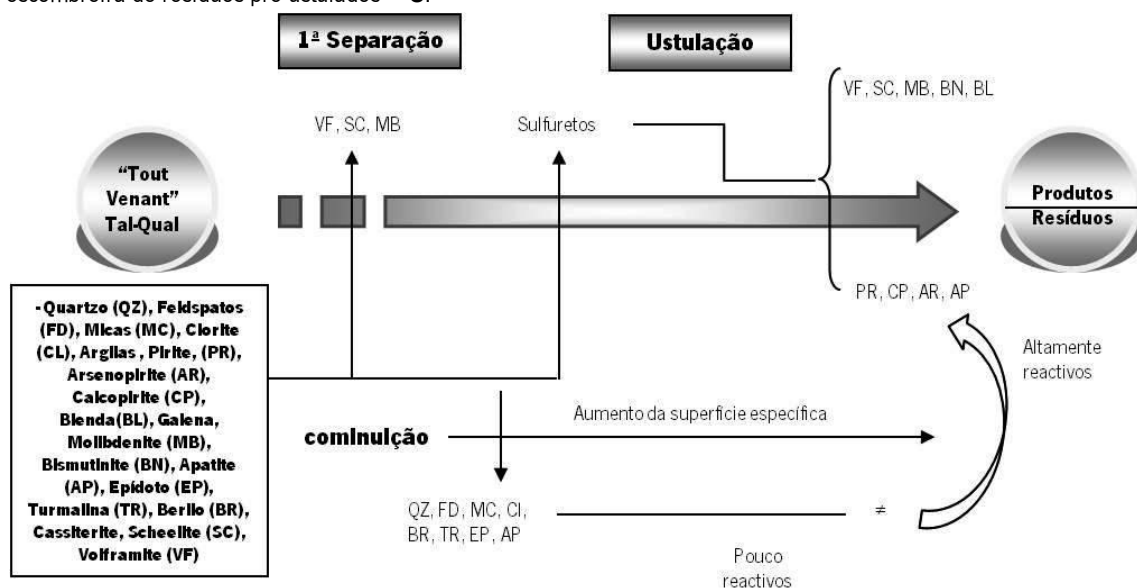 1ª Separação
Ustulação
VF, SC, MB, BN, BL
VF, SC, MB
Sulfuretos
"Tout
Venant"
Tal-Qual
Produtos
Resíduos
- Quartzo (QZ), Feldspatos
(FD), Micas (MC), Clorite
(CL), Argilas , Pirite, (PR),
Arsenopirite (AR),
Calcopirite (CP),
Blenda(BL), Galena,
Molibdenite (MB),
Bismutinite (BN), Apatite
(AP), Epídoto (EP),
Turmalina (TR), Berilo (BR),
Cassiterite, Scheelite (SC),
Volframite (VF)
PR, CP, AR, AP
Altamente
reactivos
Aumento da superfície específica
cominuição
QZ, FD, MC, CI,
BR, TR, EP, AP
≠
Pouco
reactivos